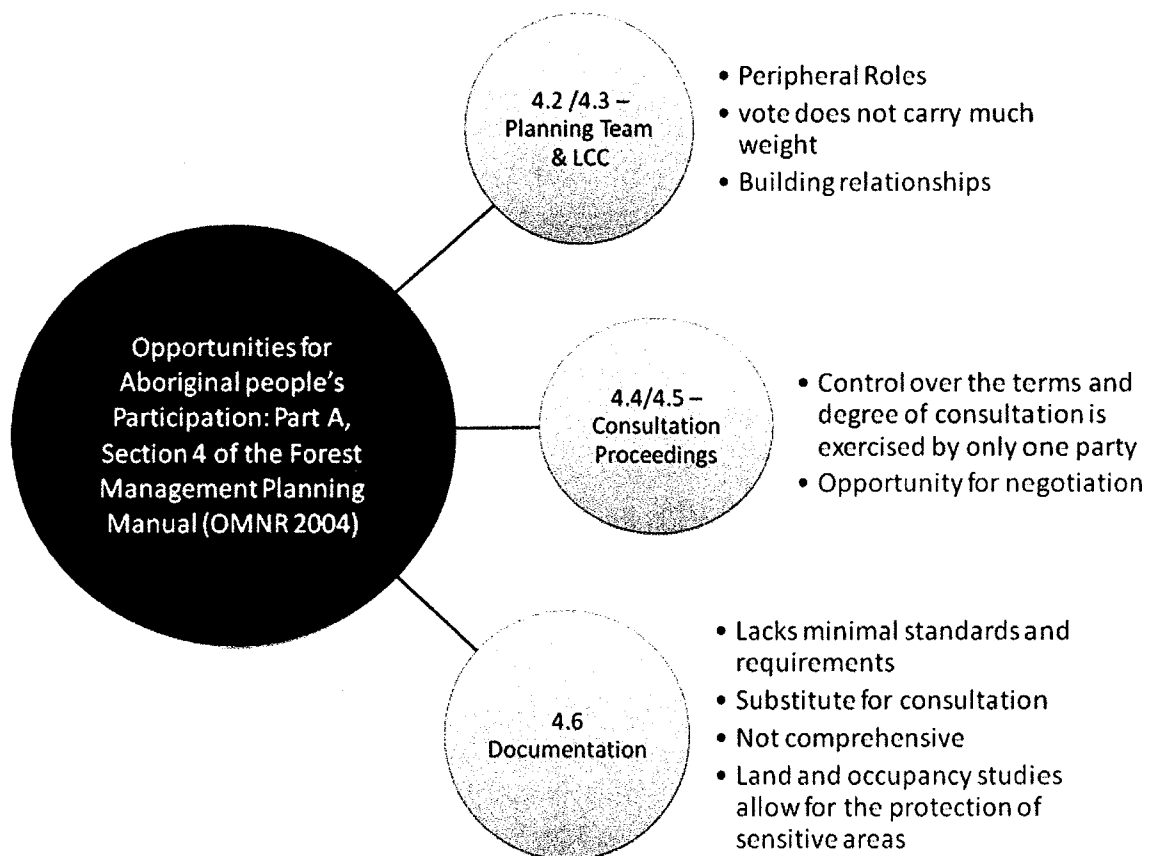 Opportunities for
Aboriginal people's
Participation: Part A,
Section 4 of the Forest
Management Planning
Manual (OMNR 2004)
4.2 /4.3 –
Planning Team
& LCC
• Peripheral Roles
• vote does not carry much
weight
• Building relationships
4.4/4.5 –
Consultation
Proceedings
• Control over the terms and
degree of consultation is
exercised by only one party
• Opportunity for negotiation
4.6
Documentation
• Lacks minimal standards and
requirements
• Substitute for consultation
• Not comprehensive
• Land and occupancy studies
allow for the protection of
sensitive areas